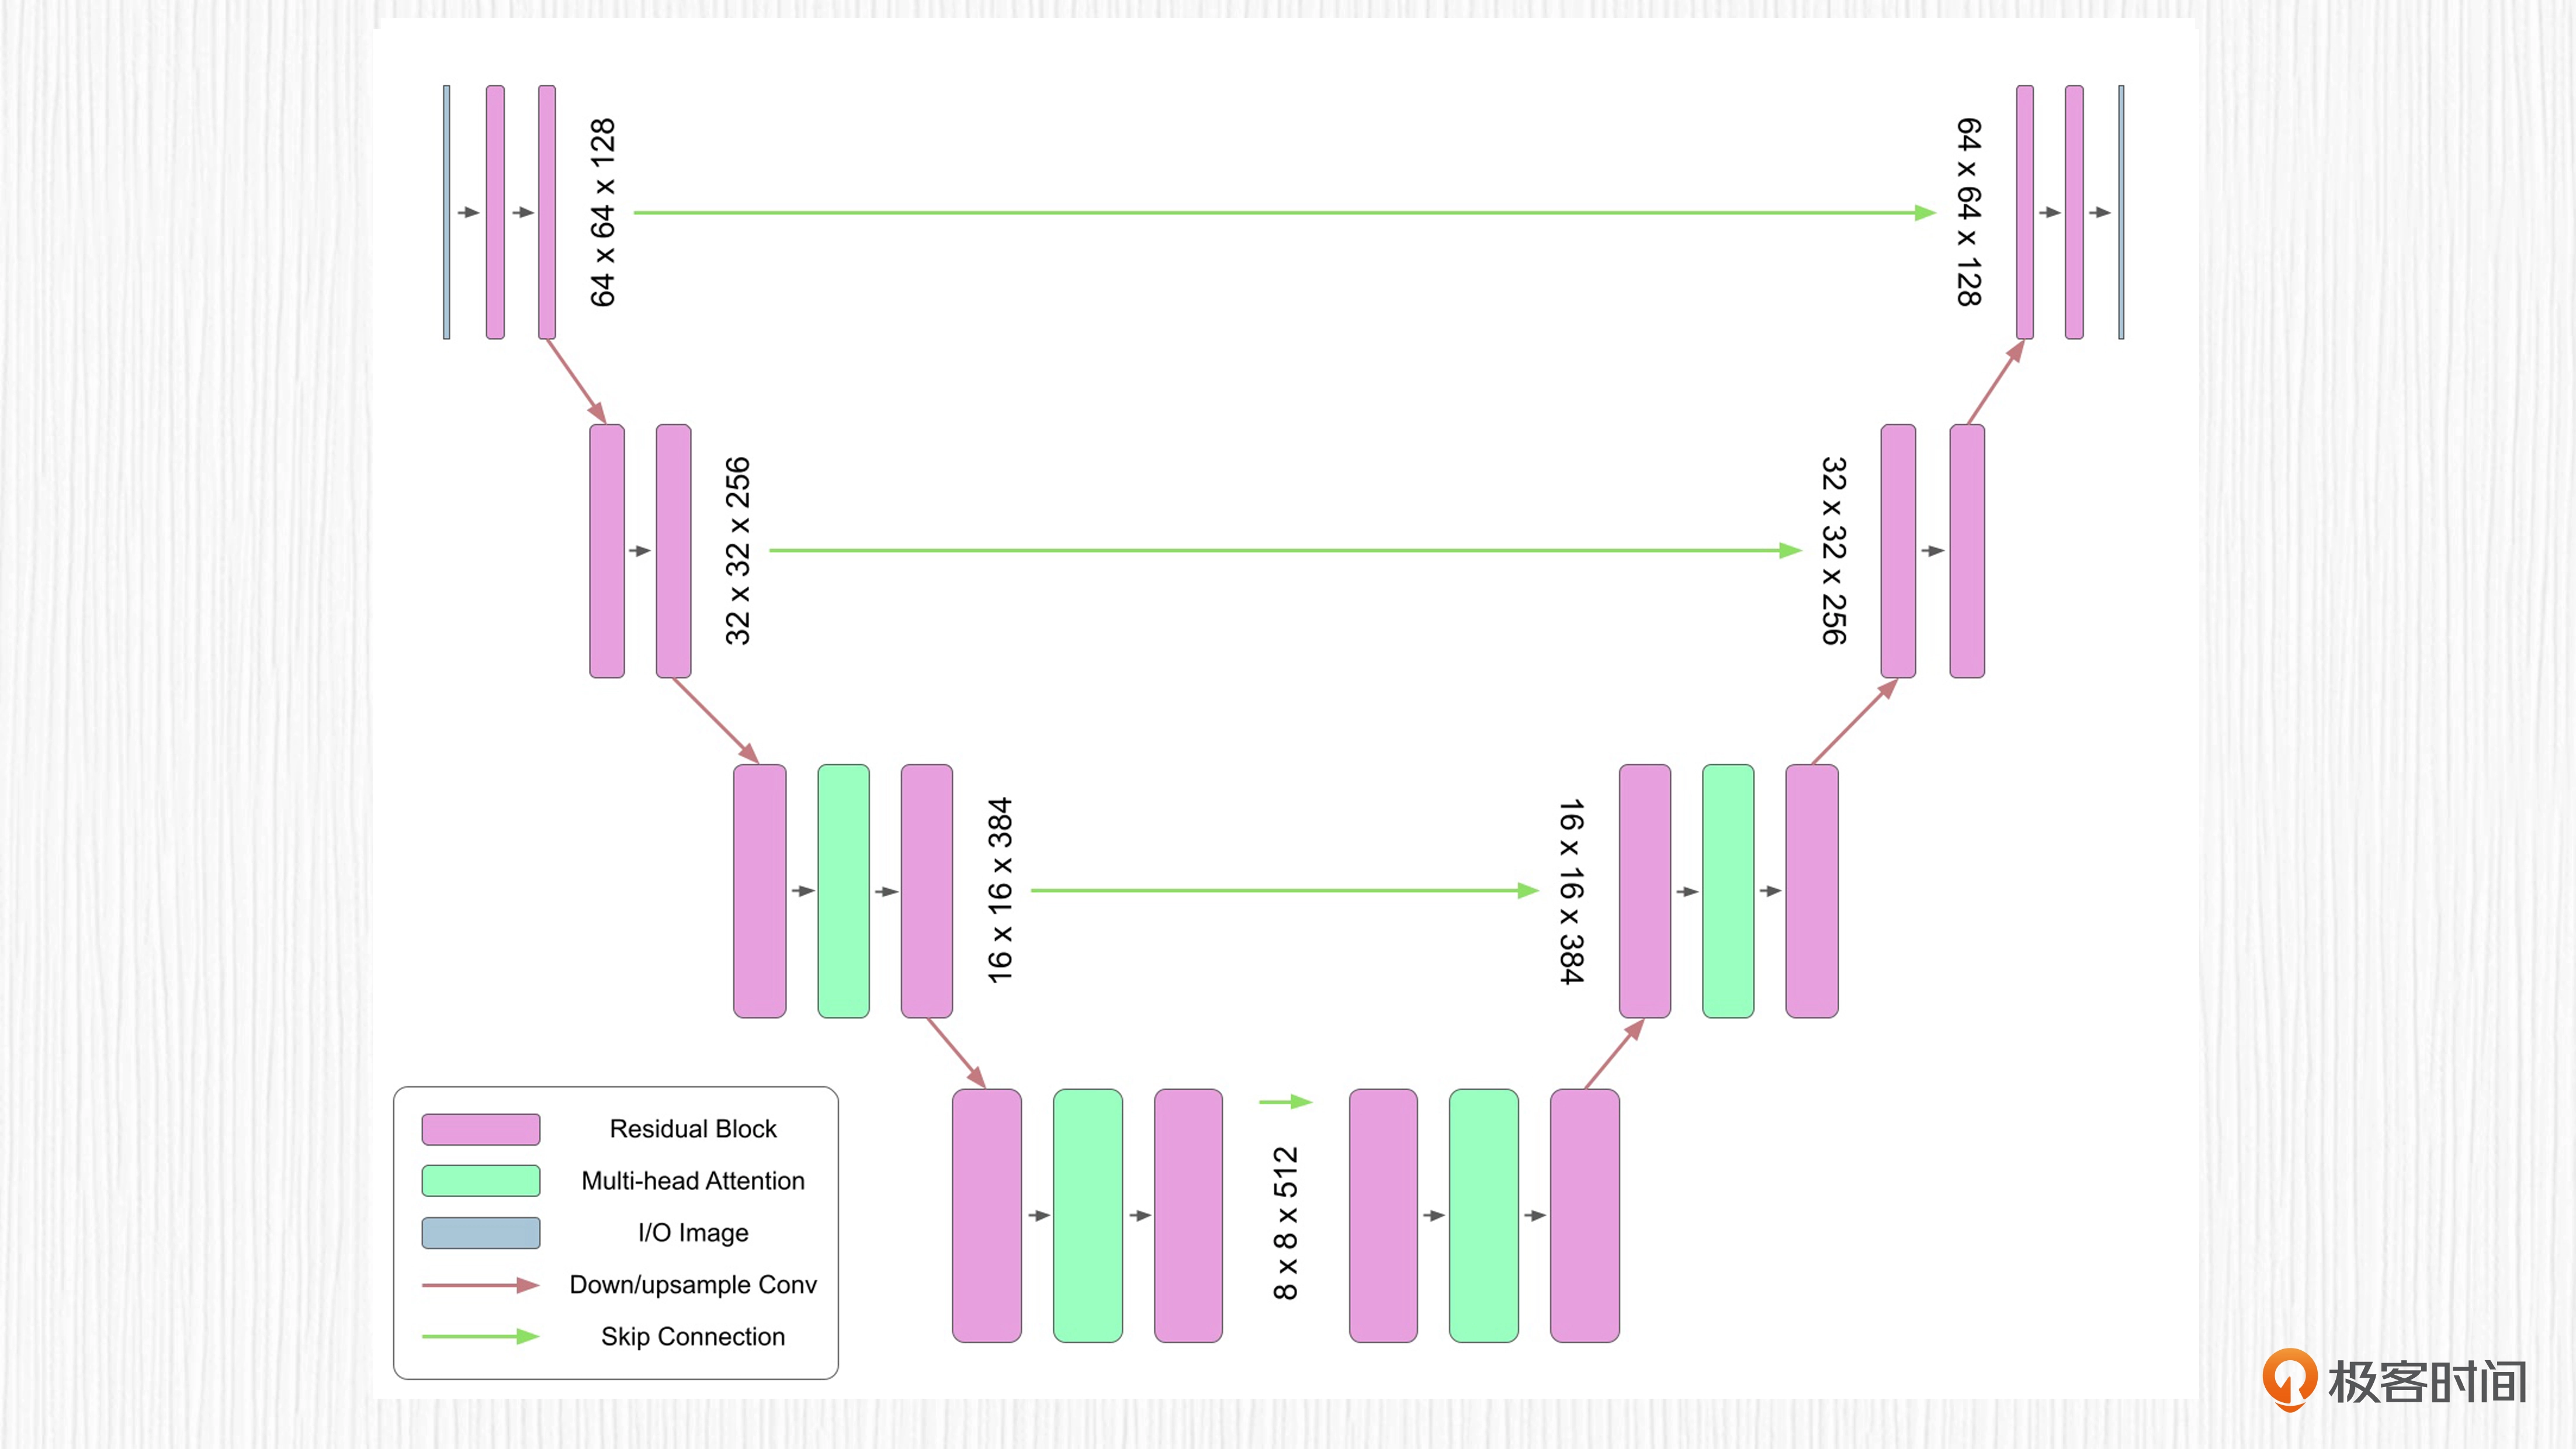 64 x 64 x 128
64 x 64 x 128
32 x 32 x 256
32 x 32 x 256
16 x 16 x 384
16 x 16 x 384
8 x 8 x 512
Residual Block
Multi-head Attention
I/O Image
Down/upsample Conv
Skip Connection
极客时间